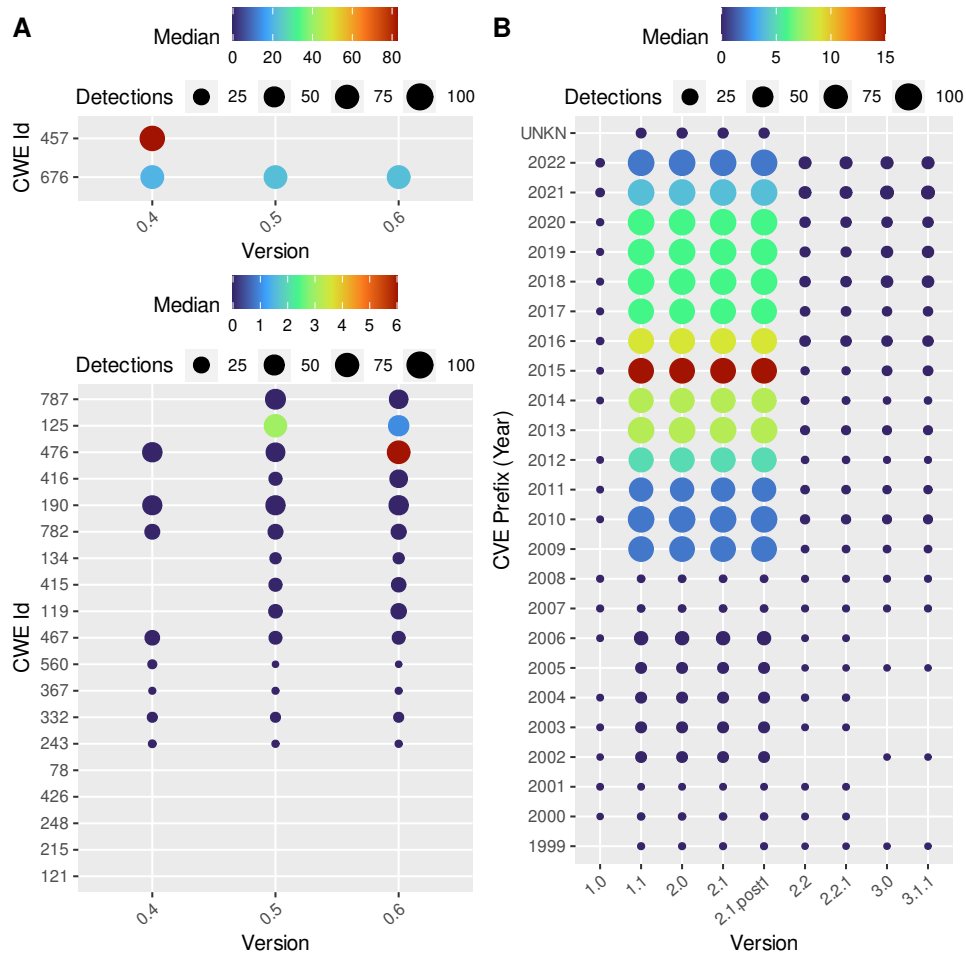 A
Median
0 20 40 60 80
Detections 25 50 75 100
CWE Id
457
676
0.4 0.5 0.6
Version
Median
0 1 2 3 4 5 6
Detections 25 50 75 100
CWE Id
787
125
476
416
190
782
134
415
119
467
560
367
332
243
78
426
248
215
121
0.4 0.5 0.6
Version
B
Median
0 5 10 15
Detections 25 50 75 100
CVE Prefix (Year)
UNKN
2022
2021
2020
2019
2018
2017
2016
2015
2014
2013
2012
2011
2010
2009
2008
2007
2006
2005
2004
2003
2002
2001
2000
1999
1.0 1.1 2.0 2.1 2.1.post1 2.2 2.2.1 3.0 3.1.1
Version